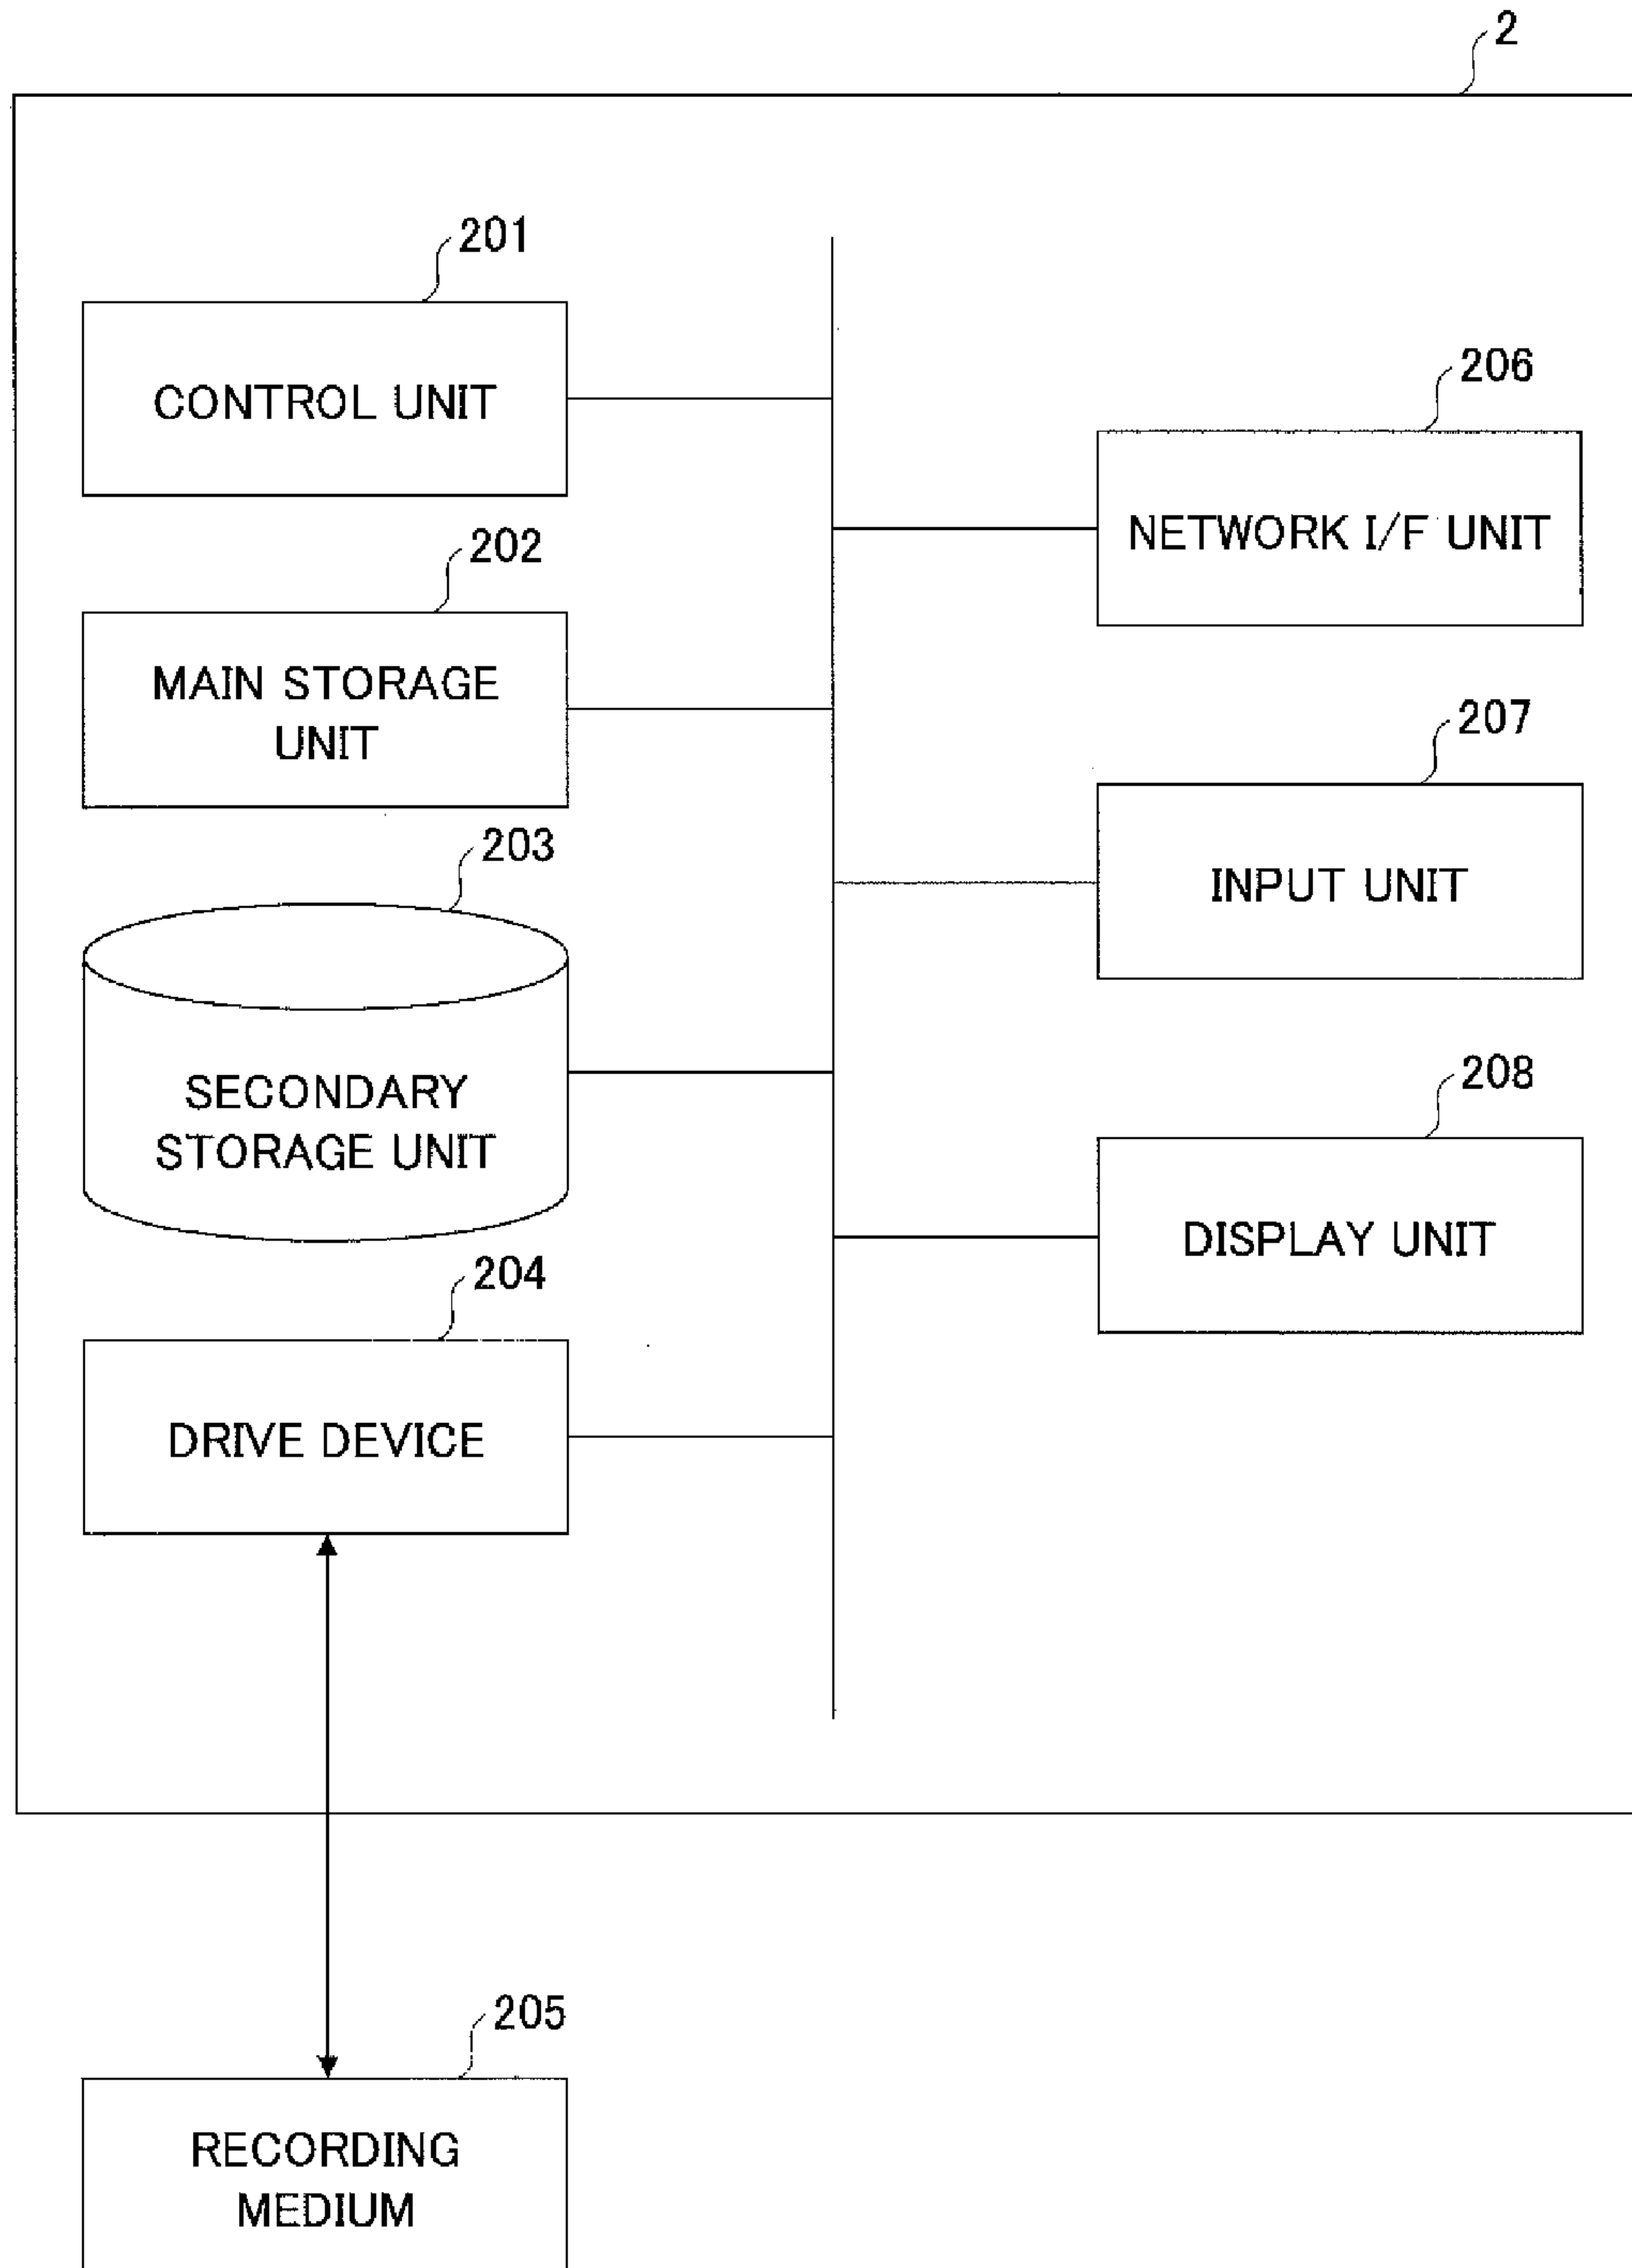 2
201
CONTROL UNIT
206
NETWORK I/F UNIT
202
MAIN STORAGE
UNIT
207
INPUT UNIT
203
SECONDARY
STORAGE UNIT
208
DISPLAY UNIT
204
DRIVE DEVICE
205
RECORDING
MEDIUM